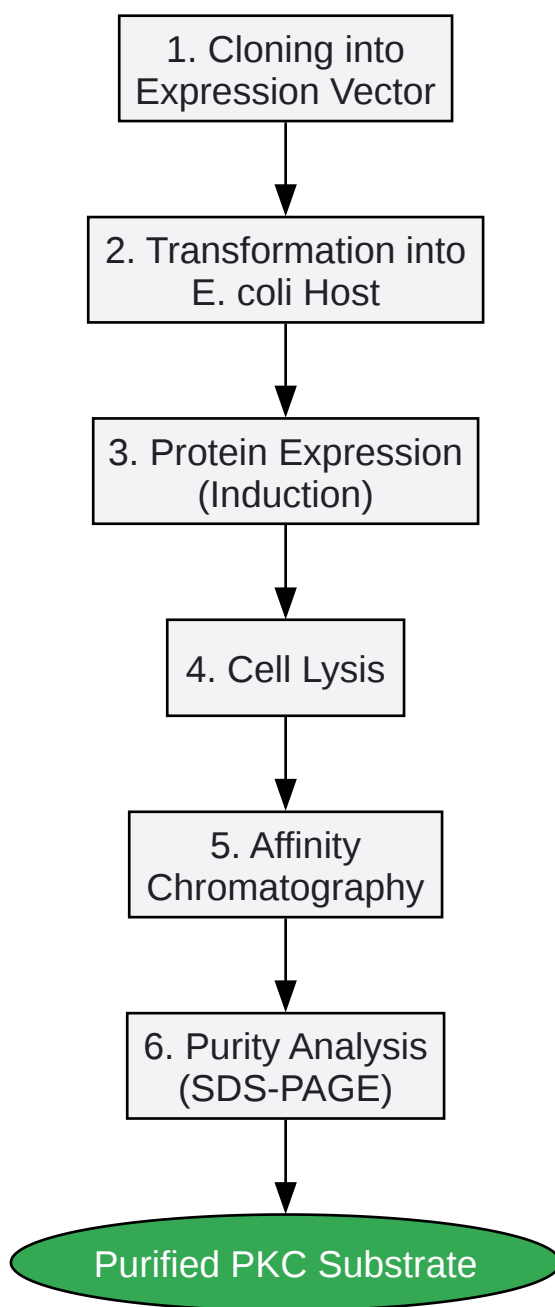 1. Cloning into
Expression Vector
2. Transformation into
E. coli Host
3. Protein Expression
(Induction)
4. Cell Lysis
5. Affinity
Chromatography
6. Purity Analysis
(SDS-PAGE)
Purified PKC Substrate